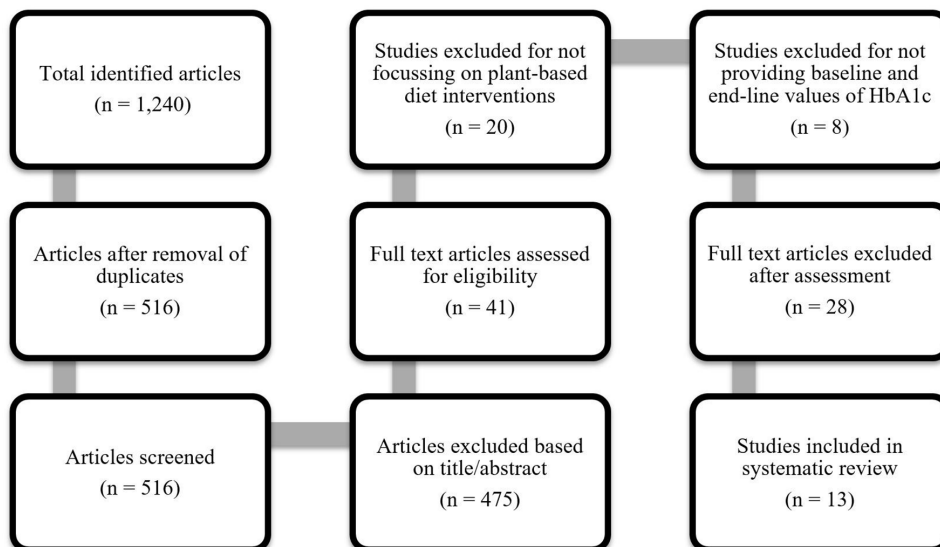 Total identified articles
(n = 1,240)
Articles after removal of
duplicates
(n = 516)
Articles screened
(n = 516)
Articles excluded based
on title/abstract
n = 475)
Full text articles assessed
for eligibility
(n = 41)
Studies excluded for not
focussing on plant-based
diet interventions
(n = 20)
Studies excluded for not
providing baseline and
end-line values of HbA1c
(n = 8)
Full text articles excluded
after assessment
(n = 28)
Studies included in
systematic review
(n = 13)